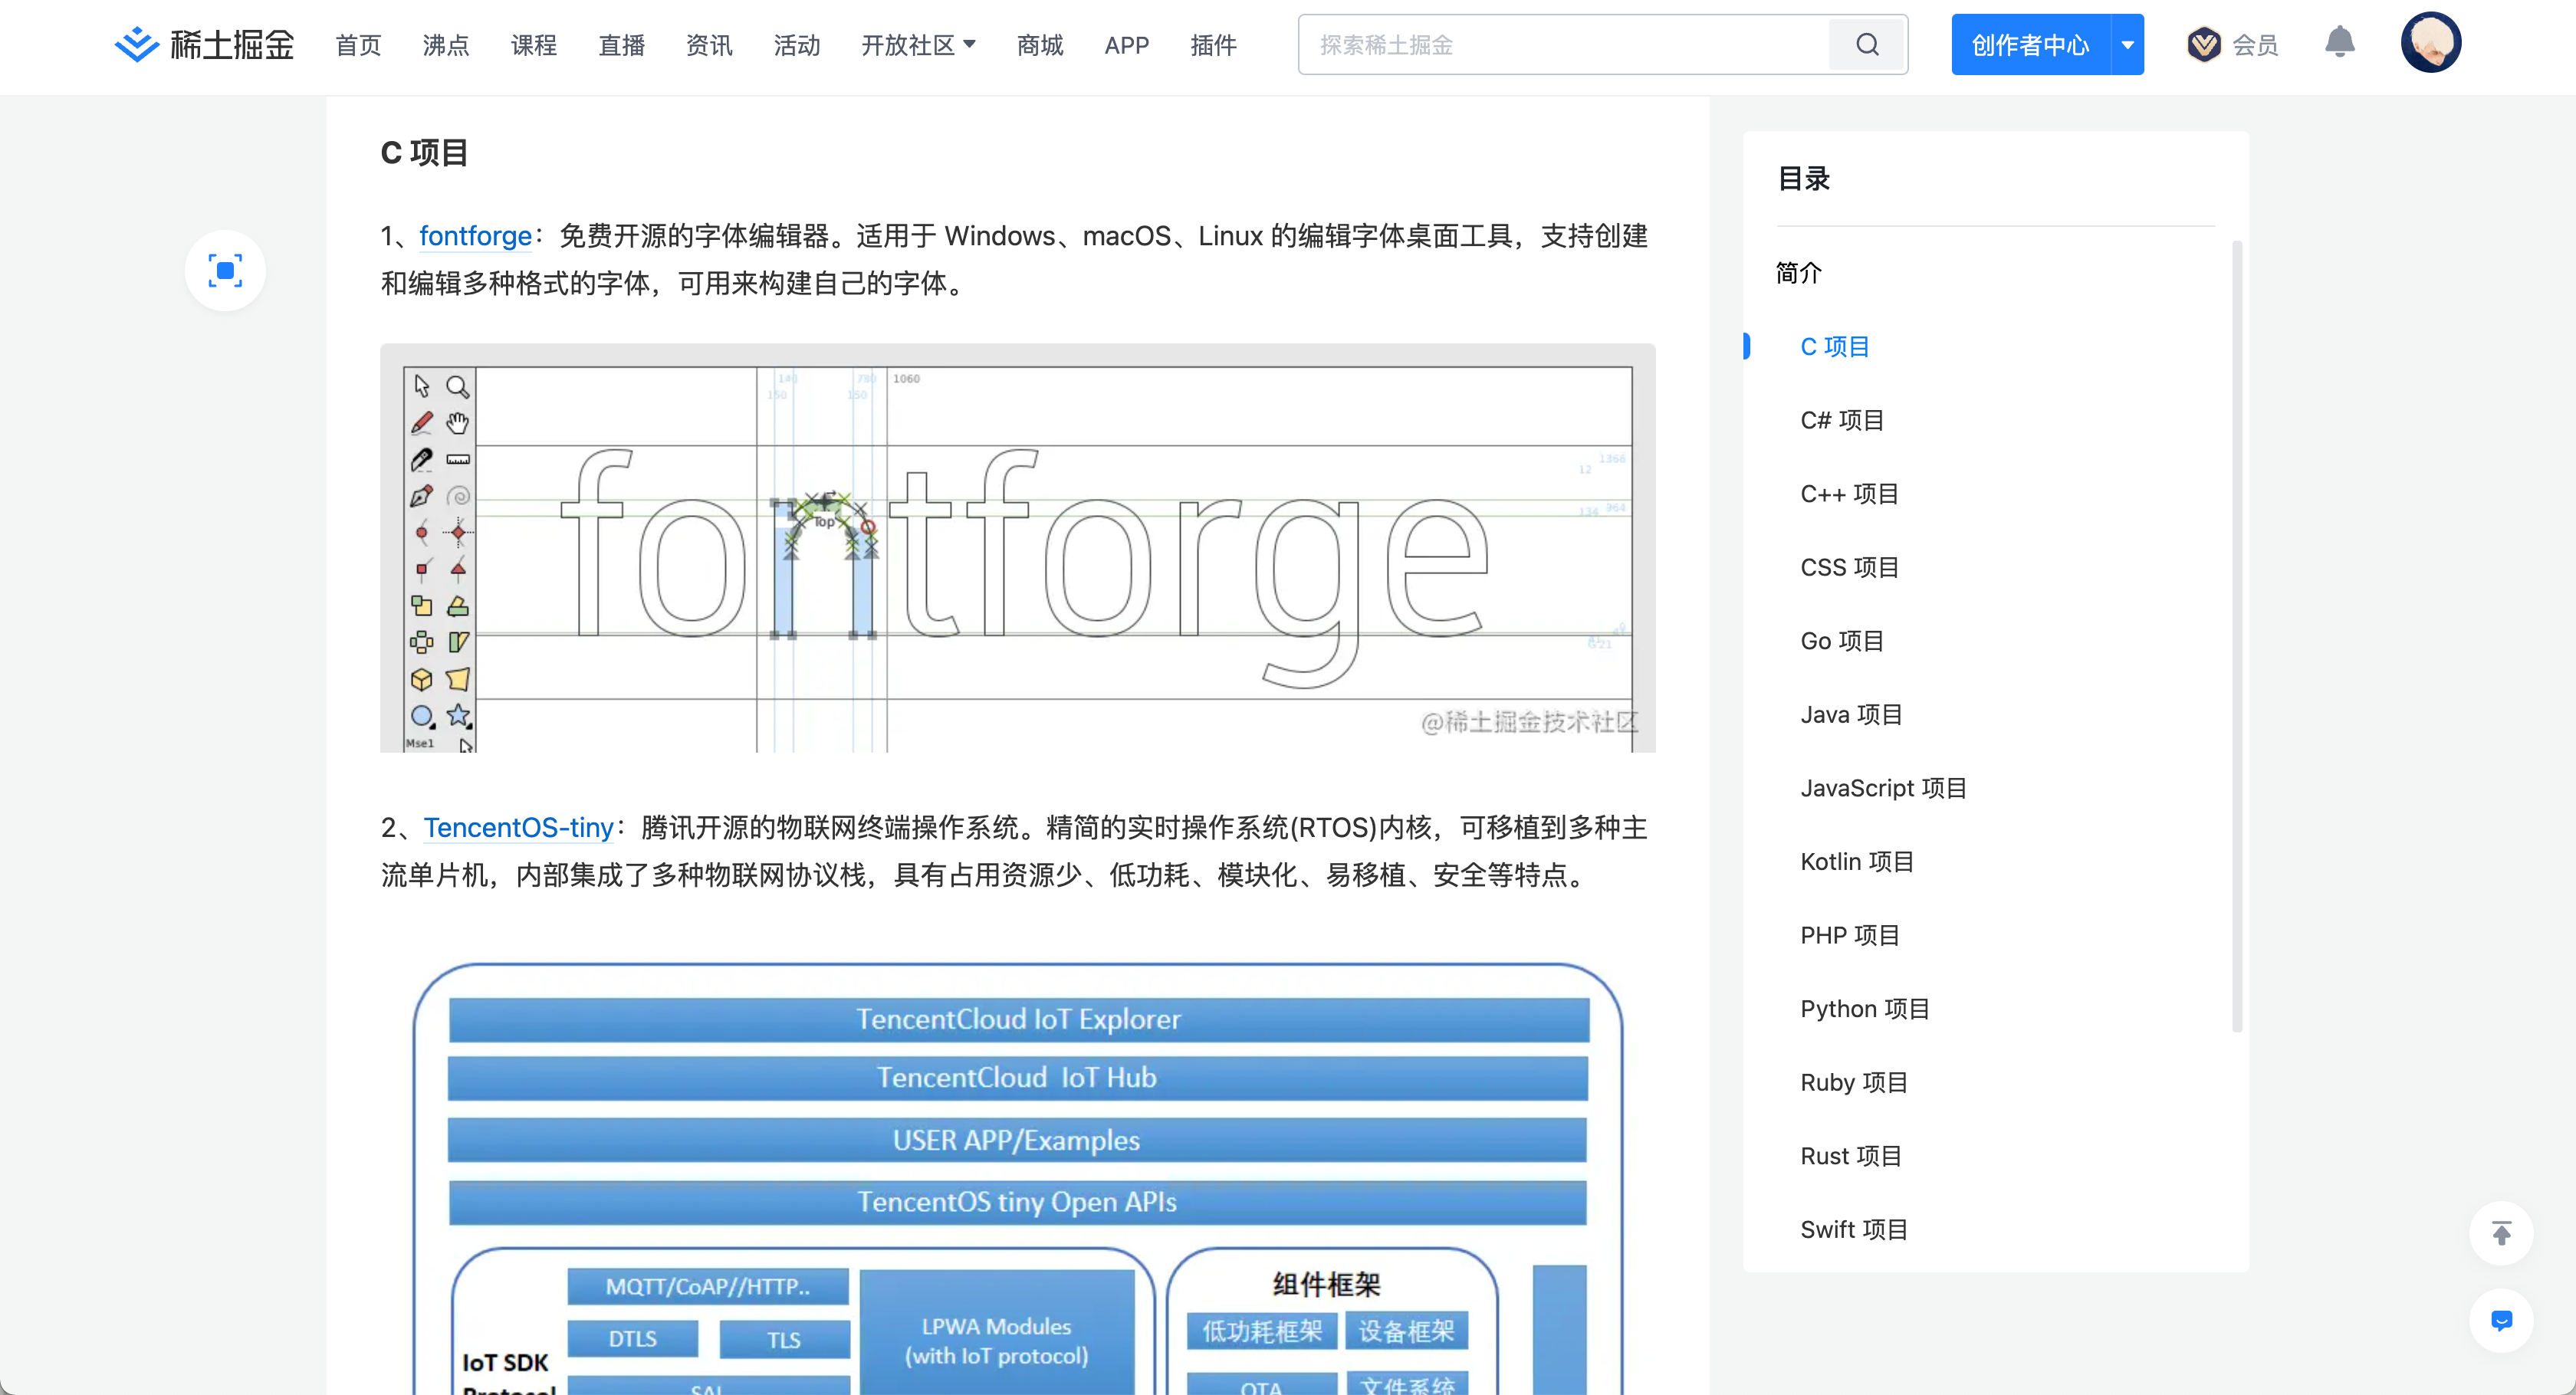 稀土掘金 首页 沸点 课程 直播 资讯 活动 开放社区 商城 APP 插件 探索稀土掘金 创作者中心 会员
C 项目
1、fontforge：免费开源的字体编辑器。适用于 Windows、macOS、Linux 的编辑字体桌面工具，支持创建
和编辑多种格式的字体，可用来构建自己的字体。
140 780 1060
150 150
1366
12
134 964
Top
fontforge
Mse1
@稀土掘金技术社区
2、TencentOS-tiny：腾讯开源的物联网终端操作系统。精简的实时操作系统(RTOS)内核，可移植到多种主
流单片机，内部集成了多种物联网协议栈，具有占用资源少、低功耗、模块化、易移植、安全等特点。
TencentCloud IoT Explorer
TencentCloud IoT Hub
USER APP/Examples
TencentOS tiny Open APIs
MQTT/CoAP//HTTP..
DTLS TLS
LPWA Modules
(with IoT protocol)
IoT SDK
Protocol
SAL
组件框架
低功耗框架 设备框架
OTA 文件系统
目录
简介
C 项目
C# 项目
C++ 项目
CSS 项目
Go 项目
Java 项目
JavaScript 项目
Kotlin 项目
PHP 项目
Python 项目
Ruby 项目
Rust 项目
Swift 项目